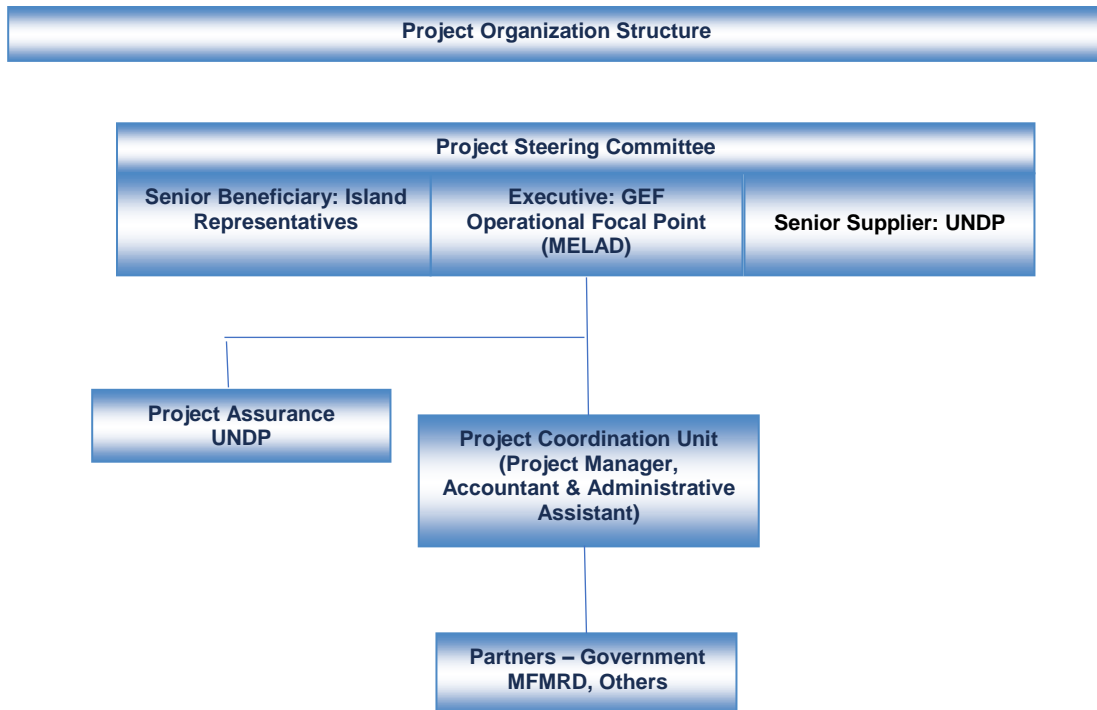 Project Organization Structure
Project Steering Committee
Senior Beneficiary: Island
Representatives
Executive: GEF
Operational Focal Point
(MELAD)
Senior Supplier: UNDP
Project Assurance
UNDP
Project Coordination Unit
(Project Manager,
Accountant & Administrative
Assistant)
Partners – Government
MFMRD, Others